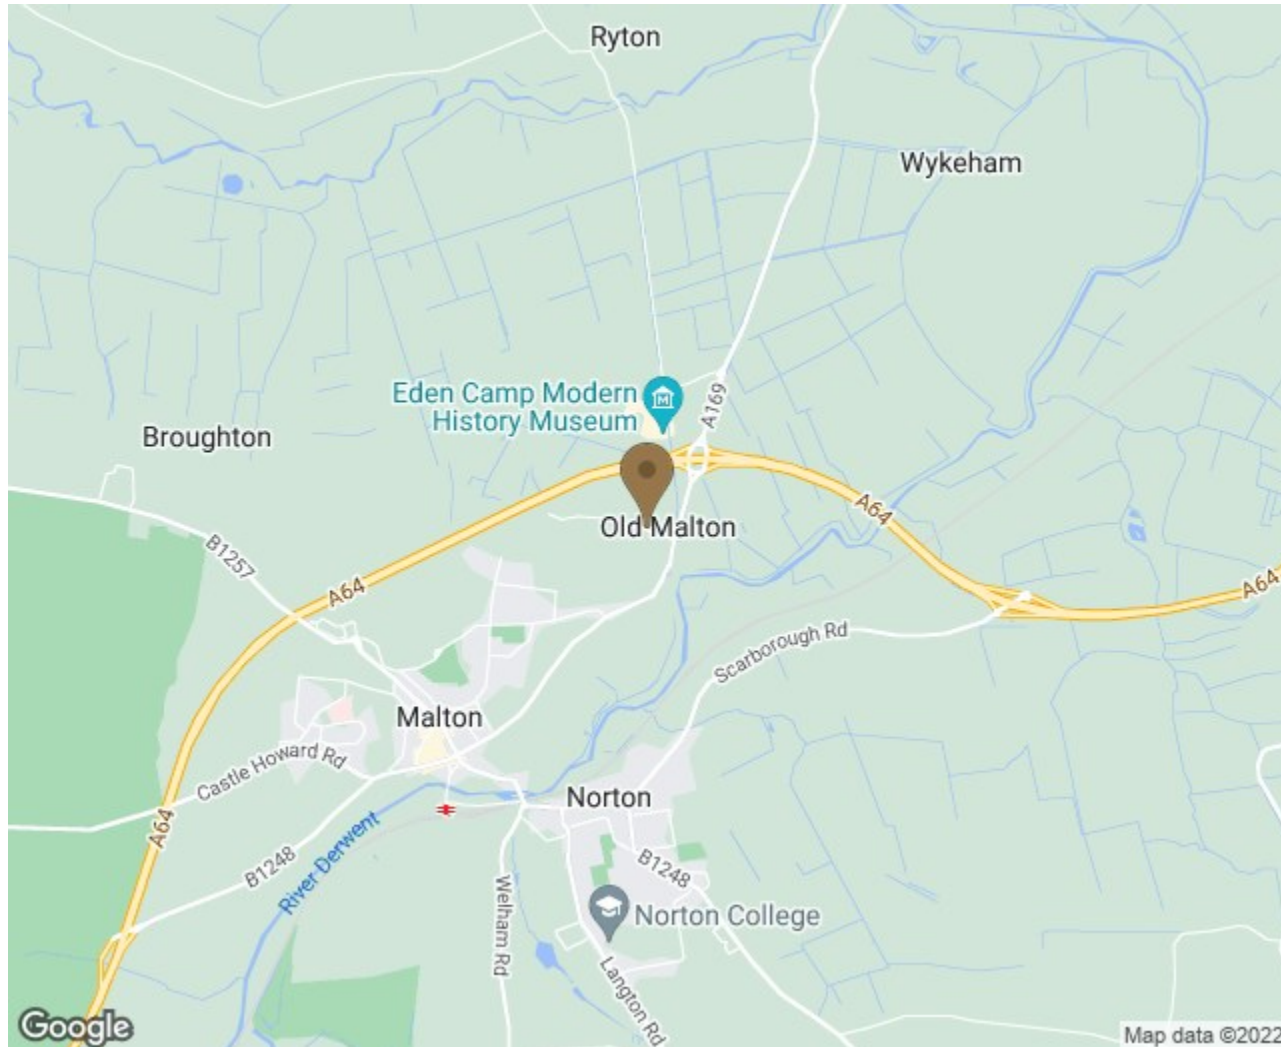 Ryton
Wykeham
Eden Camp Modern
History Museum
M
A169
Broughton
A64
Old Malton
B1257
A64
A64
Scarborough Rd
Malton
Castle Howard Rd
Norton
A64
River Derwent
B1248
B1248
Welham Rd
Norton College
Langton Rd
Google
Map data ©2022